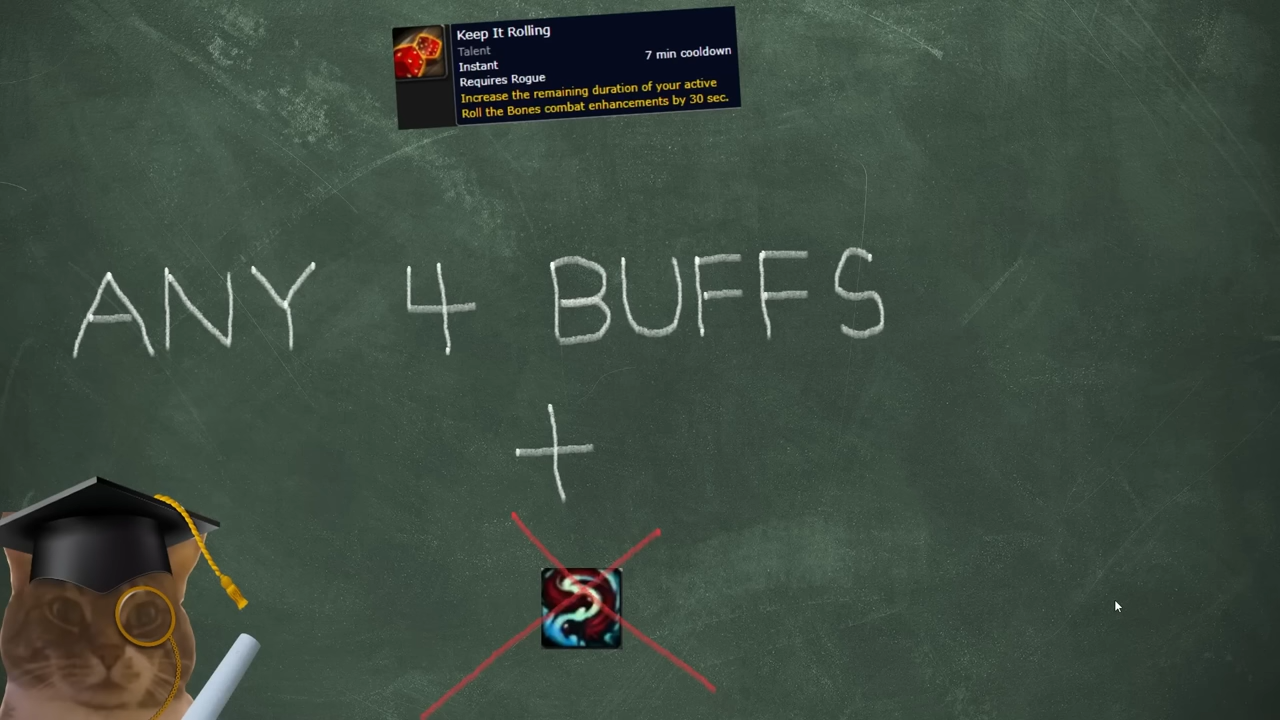 Keep It Rolling
Talent
Instant 7 min cooldown
Requires Rogue
Increase the remaining duration of your active
Roll the Bones combat enhancements by 30 sec.
ANY 4 BUFFS
+